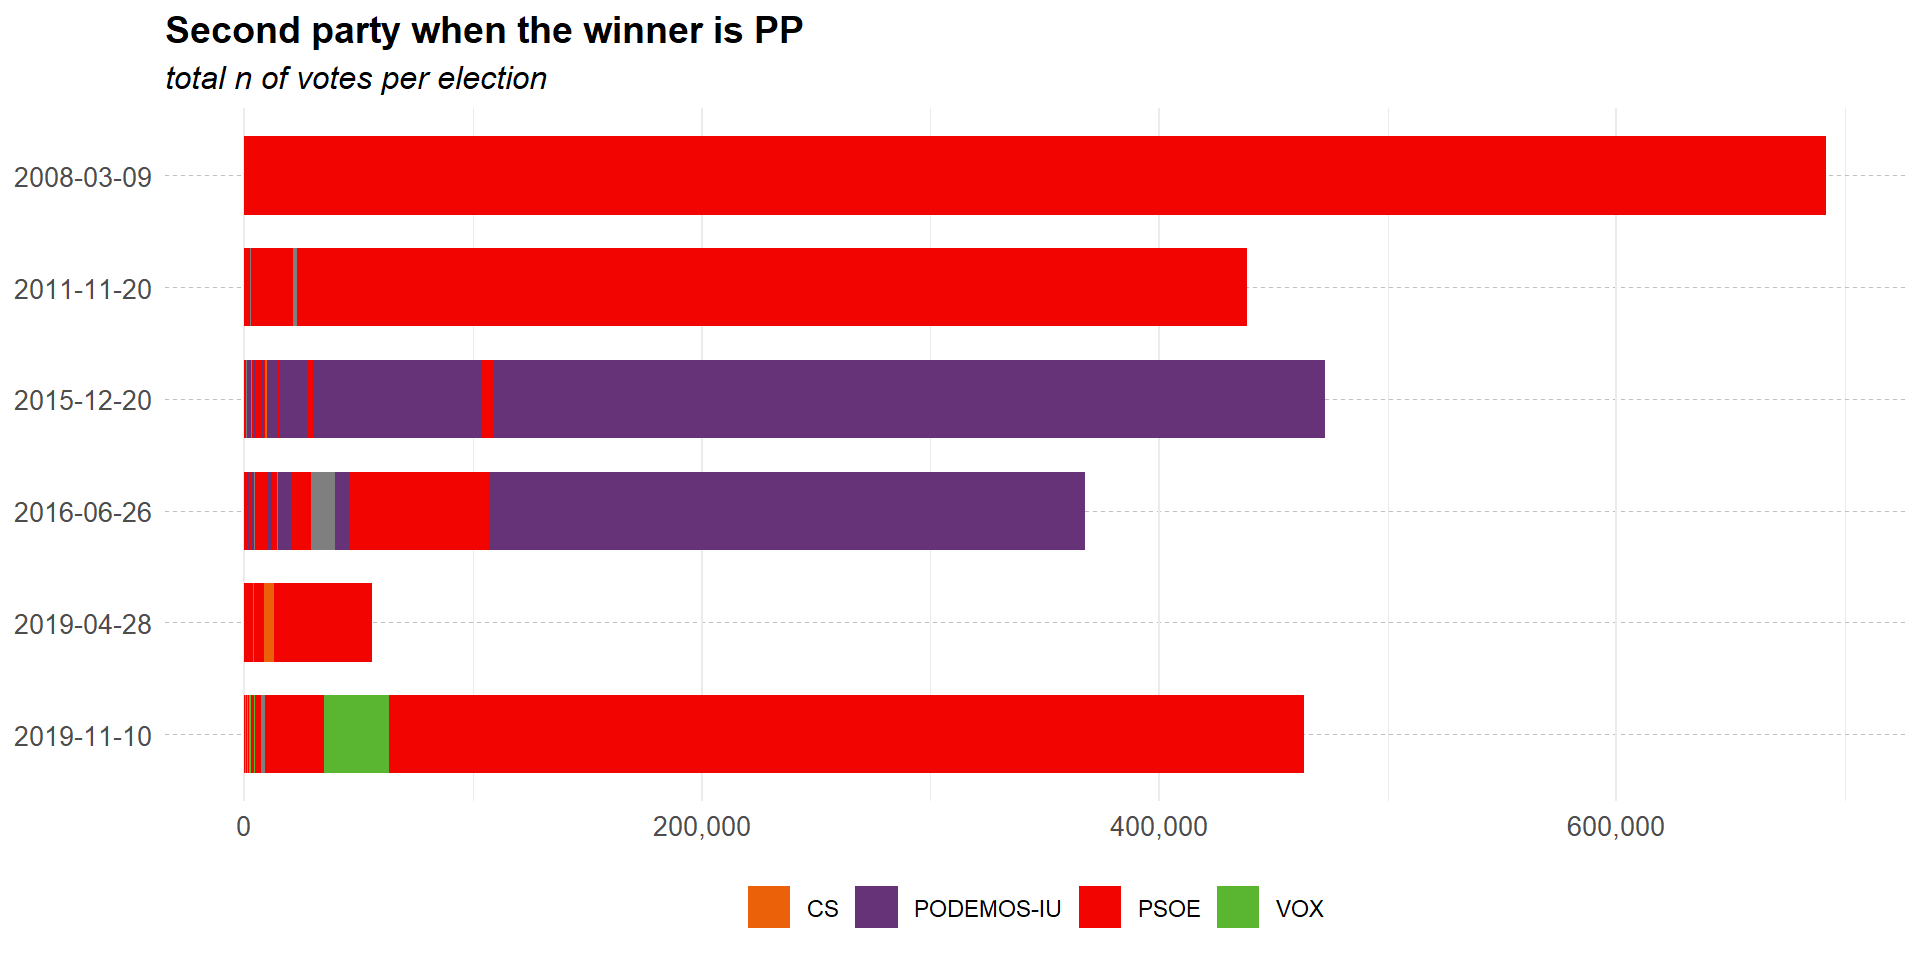 Second party when the winner is PP
total n of votes per election
2008-03-09
2011-11-20
2015-12-20
2016-06-26
2019-04-28
2019-11-10
0 200,000 400,000 600,000
CS PODEMOS-IU PSOE VOX